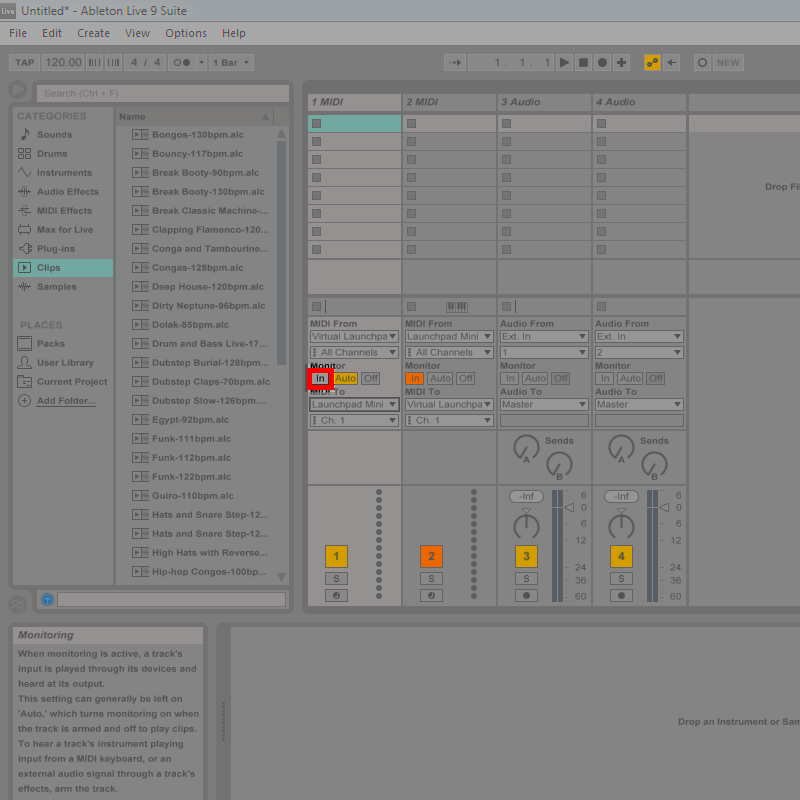 Live Untitled* - Ableton Live 9 Suite
File Edit Create View Options Help
TAP 120.00 4 / 4 1 Bar 1. 1. 1 NEW
Search (Ctrl + F)
CATEGORIES
Sounds
Drums
Instruments
Audio Effects
MIDI Effects
Max for Live
Plug-ins
Clips
Samples
PLACES
Packs
User Library
Current Project
Add Folder...
Name
Bongos-130bpm.alc
Bouncy-117bpm.alc
Break Booty-90bpm.alc
Break Booty-130bpm.alc
Break Classic Machine-...
Clapping Flamenco-120...
Conga and Tambourine...
Congas-128bpm.alc
Deep House-120bpm.alc
Dirty Neptune-96bpm.alc
Dolak-85bpm.alc
Drum and Bass Live-17...
Dubstep Burial-128bpm...
Dubstep Claps-70bpm.alc
Dubstep Slow-126bpm....
Egypt-92bpm.alc
Funk-111bpm.alc
Funk-112bpm.alc
Funk-122bpm.alc
Guiro-110bpm.alc
Hats and Snare Step-12...
Hats and Snare Step-12...
High Hats with Reverse...
Hip-hop Congos-100bp...
1 MIDI 2 MIDI 3 Audio 4 Audio
Drop Fil
MIDI From MIDI From Audio From Audio From
Virtual Launchpa Launchpad Mini Ext. In Ext. In
All Channels All Channels 1 2
Monitor Monitor
In Auto Off In Auto Off In Auto Off In Auto Off
MIDI To MIDI To Audio To Audio To
Launchpad Mini Virtual Launchpa Master Master
Ch. 1 Ch. 1
Sends Sends
A B A B
-Inf 6 -Inf 6
0 0
6 6
12 12
1 2 3 4
24 24
S S S S 36 36
60 60
Monitoring
When monitoring is active, a track's
input is played through its devices and
heard at its output.
This setting can generally be left on
'Auto,' which turns monitoring on when
the track is armed and off to play clips.
To hear a track's instrument playing
input from a MIDI keyboard, or an
external audio signal through a track's
effects, arm the track.
Drop an Instrument or Sam